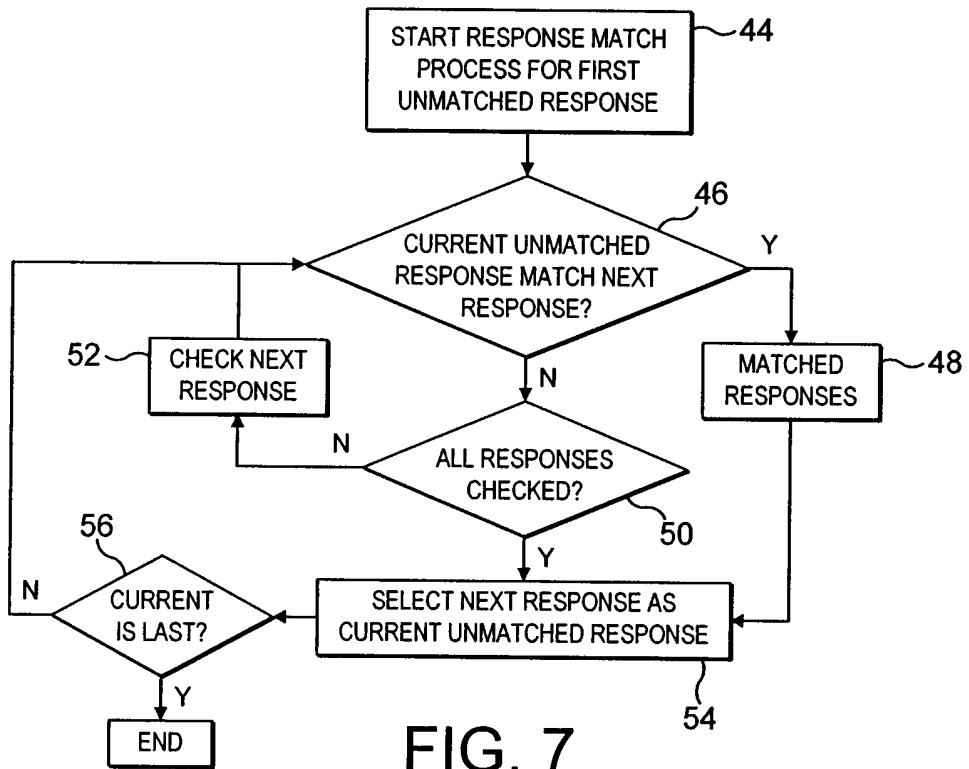 START RESPONSE MATCH
PROCESS FOR FIRST
UNMATCHED RESPONSE
44
46
CURRENT UNMATCHED
RESPONSE MATCH NEXT
RESPONSE?
Y
N
52
CHECK NEXT
RESPONSE
MATCHED
RESPONSES
48
N
ALL RESPONSES
CHECKED?
50
Y
56
N
CURRENT
IS LAST?
Y
SELECT NEXT RESPONSE AS
CURRENT UNMATCHED RESPONSE
54
END
FIG. 7